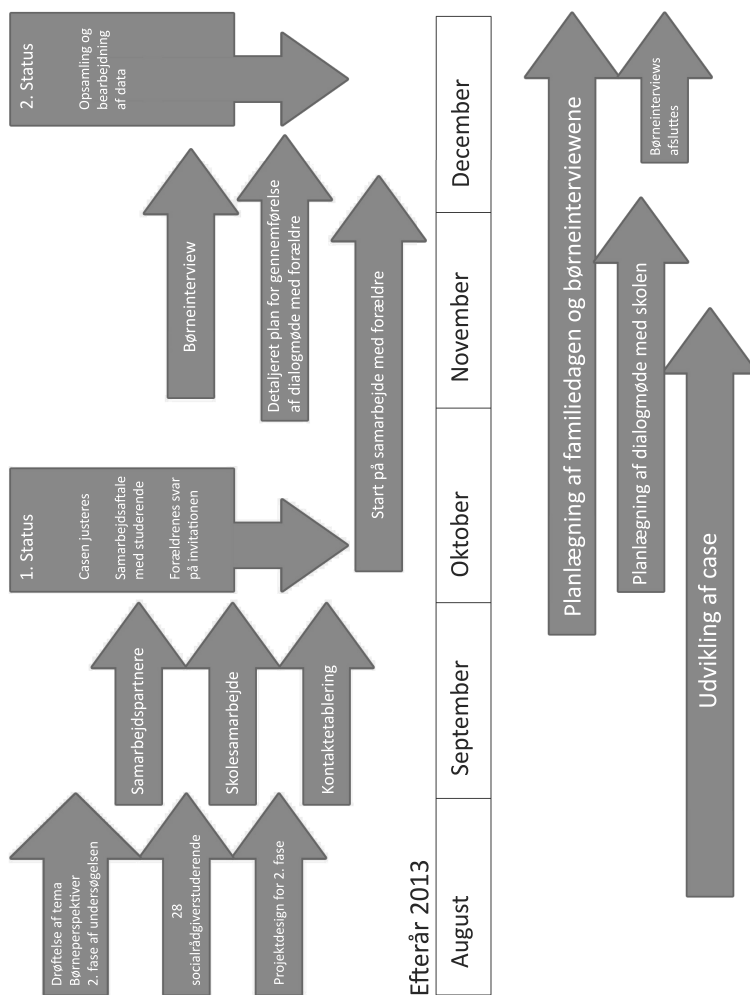 Drøftelse af tema
Børneperspektiver
2. fase af undersøgelsen
28
socialrådgiverstuderende
Projektdesign for 2. fase
Samarbejdspartnere
Skolesamarbejde
Kontaktetablering
1. Status
Casen justeres
Samarbejdsaftale
med studerende
Forældrenes svar
på invitationen
Børneinterview
Detaljeret plan for gennemførelse
af dialogmøde med forældre
Start på samarbejde med forældre
2. Status
Opsamling og
bearbejdning
af data
Efterår 2013
August
September
Oktober
November
December
Planlægning af familiedagen og børneinterviewene
Planlægning af dialogmøde med skolen
Børneinterviews
afsluttes
Udvikling af case